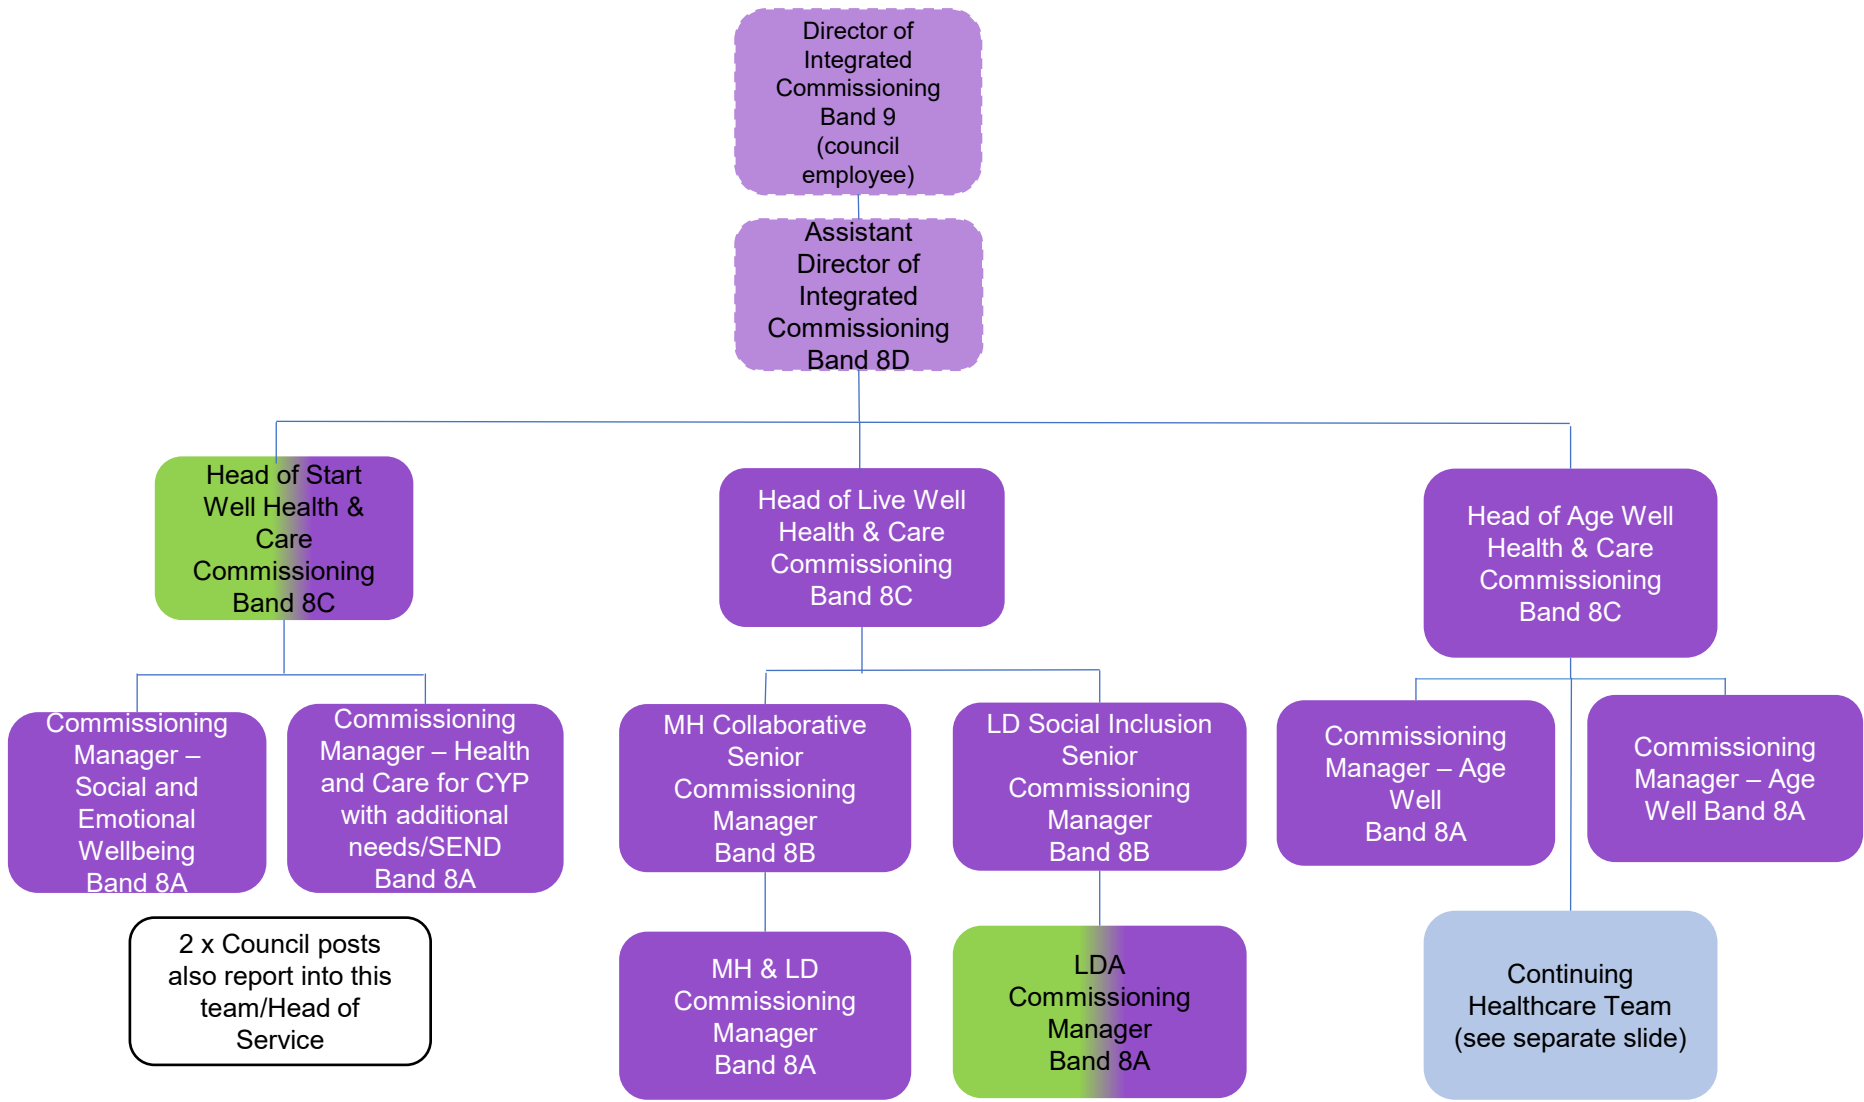 Director of
Integrated
Commissioning
Band 9
(council
employee)
Assistant
Director of
Integrated
Commissioning
Band 8D
Head of Start
Well Health &
Care
Commissioning
Band 8C
Head of Live Well
Health & Care
Commissioning
Band 8C
Head of Age Well
Health & Care
Commissioning
Band 8C
Commissioning
Manager –
Social and
Emotional
Wellbeing
Band 8A
Commissioning
Manager – Health
and Care for CYP
with additional
needs/SEND
Band 8A
MH Collaborative
Senior
Commissioning
Manager
Band 8B
LD Social Inclusion
Senior
Commissioning
Manager
Band 8B
Commissioning
Manager – Age
Well
Band 8A
Commissioning
Manager – Age
Well Band 8A
2 x Council posts
also report into this
team/Head of
Service
MH & LD
Commissioning
Manager
Band 8A
LDA
Commissioning
Manager
Band 8A
Continuing
Healthcare Team
(see separate slide)